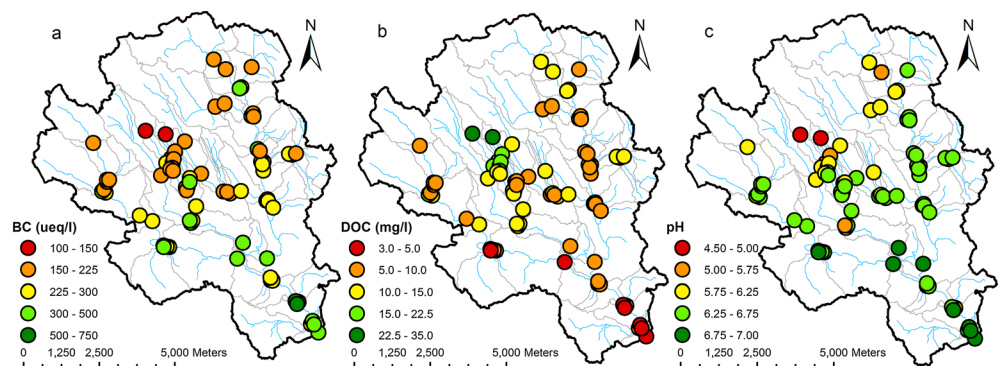 a
N
BC (ueq/l)
100 - 150
150 - 225
225 - 300
300 - 500
500 - 750
0 1,250 2,500 5,000 Meters
b
N
DOC (mg/l)
3.0 - 5.0
5.0 - 10.0
10.0 - 15.0
15.0 - 22.5
22.5 - 35.0
0 1,250 2,500 5,000 Meters
c
N
pH
4.50 - 5.00
5.00 - 5.75
5.75 - 6.25
6.25 - 6.75
6.75 - 7.00
0 1,250 2,500 5,000 Meters